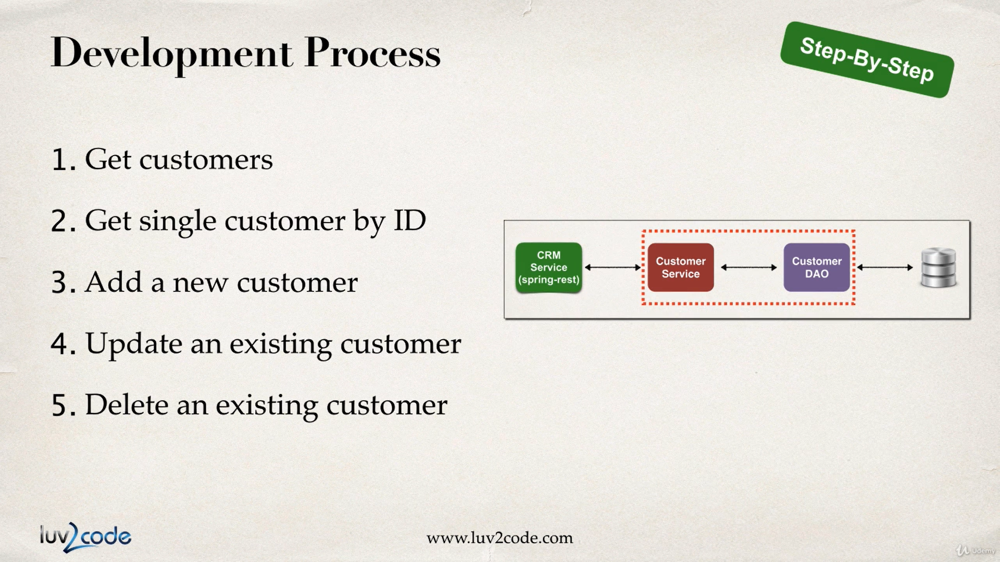 Development Process
Step-By-Step
1. Get customers
2. Get single customer by ID
3. Add a new customer
4. Update an existing customer
5. Delete an existing customer
CRM
Service
(spring-rest)
Customer
Service
Customer
DAO
luv2code
www.luv2code.com
Udemy